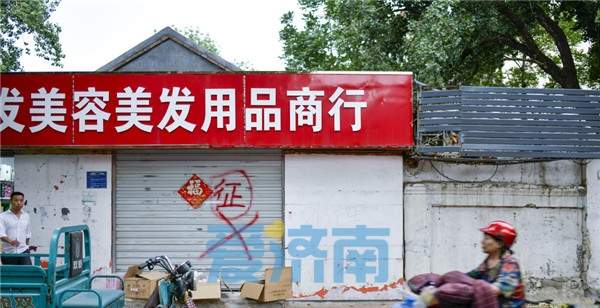 发美容美发用品商行
福
征
爱济南